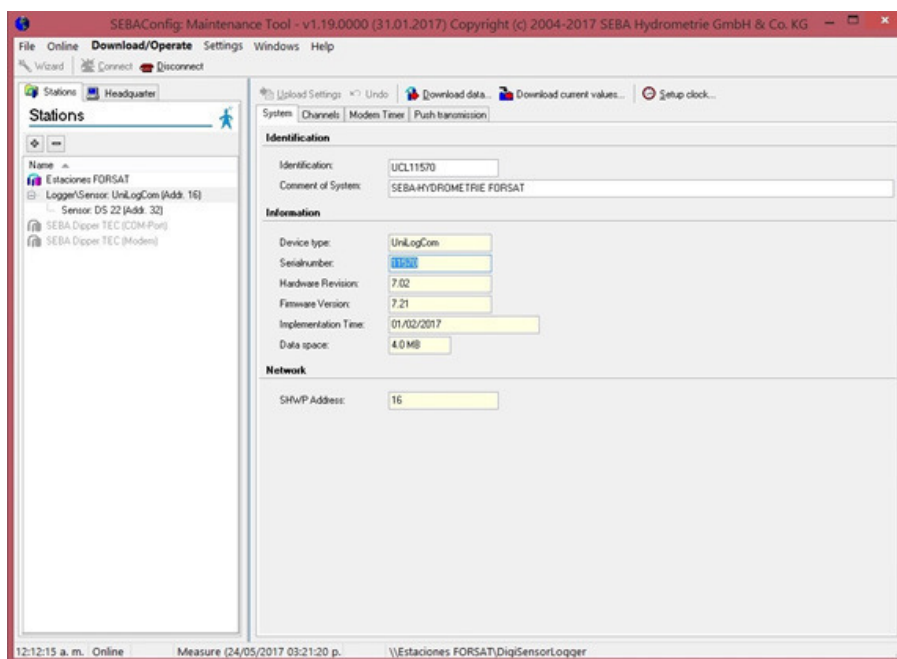 SEBAConfig: Maintenance Tool - v1.19.0000 (31.01.2017) Copyright (c) 2004-2017 SEBA Hydrometrie GmbH & Co. KG
File Online Download/Operate Settings Windows Help
Wizard Connect Disconnect
Stations Headquarter
Stations
Name
Estaciones FORSAT
Logger\Sensor: UniLogCom (Addr. 16)
Sensor: DS 22 (Addr. 32)
SEBA Dipper TEC (COM-Port)
SEBA Dipper TEC (Modem)
Upload Settings Undo Download data... Download current values... Setup clock...
System Channels Modem Timer Push transmission
Identification
Identification: UCL11570
Comment of System: SEBA-HYDROMETRIE FORSAT
Information
Device type: UniLogCom
Serialnumber: 11570
Hardware Revision: 7.02
Firmware Version: 7.21
Implementation Time: 01/02/2017
Data space: 4.0 MB
Network
SHWP Address: 16
12:12:15 a. m. Online Measure (24/05/2017 03:21:20 p. \\Estaciones FORSAT\DigiSensorLogger